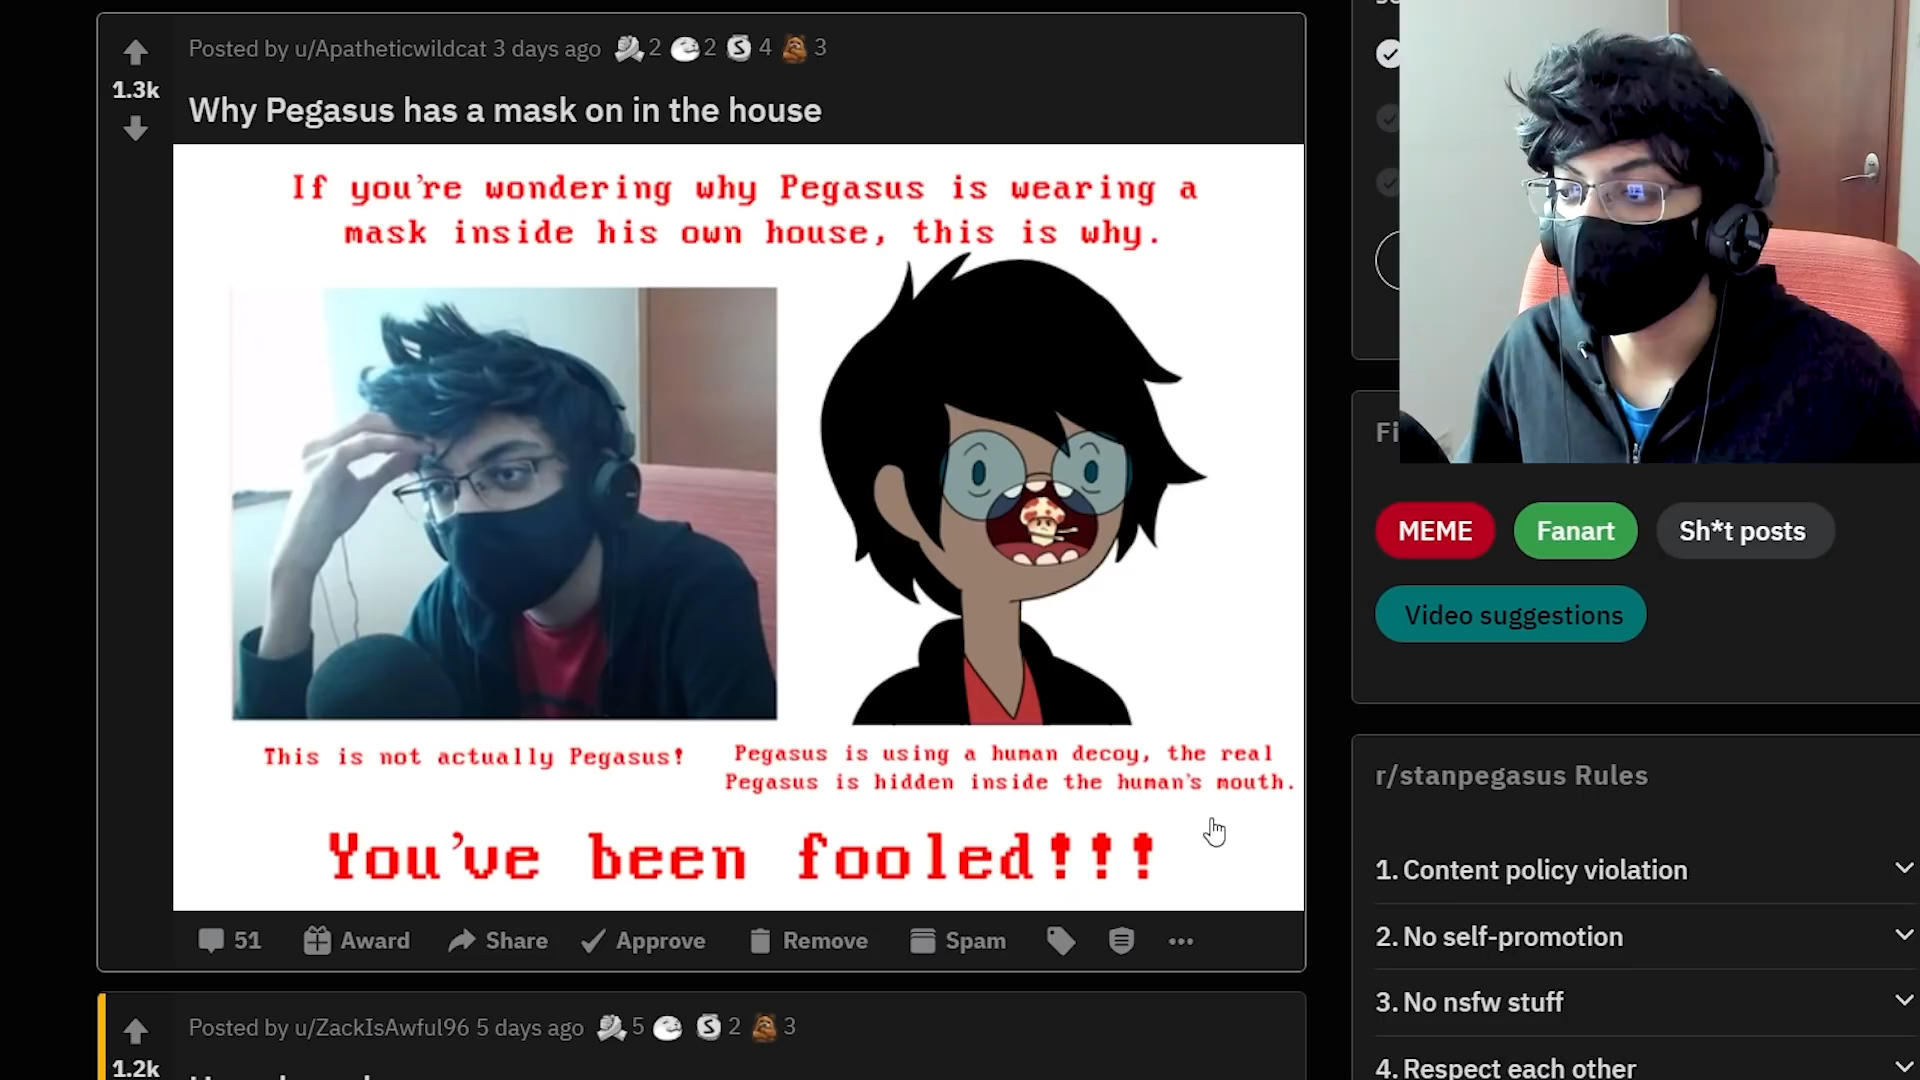 Posted by u/Apatheticwildcat 3 days ago 2 2 4 3
1.3k
Why Pegasus has a mask on in the house
If you're wondering why Pegasus is wearing a
mask inside his own house, this is why.
This is not actually Pegasus!
Pegasus is using a human decoy, the real
Pegasus is hidden inside the human's mouth.
You've been fooled!!!
51 Award Share Approve Remove Spam
Posted by u/ZackIsAwful96 5 days ago 5 2 3
1.2k
Fi
MEME Fanart Sh*t posts
Video suggestions
r/stanpegasus Rules
1. Content policy violation
2. No self-promotion
3. No nsfw stuff
4. Respect each other